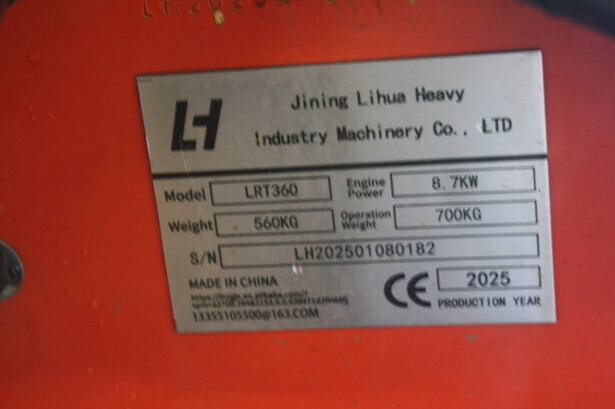 LH
Jining Lihua Heavy
Industry Machinery Co., LTD
Model LRT360 Engine Power 8.7KW
Weight 560KG Operation Weight 700KG
S/N LH202501080182
MADE IN CHINA
CE 2025
PRODUCTION YEAR
13355105500@163.COM